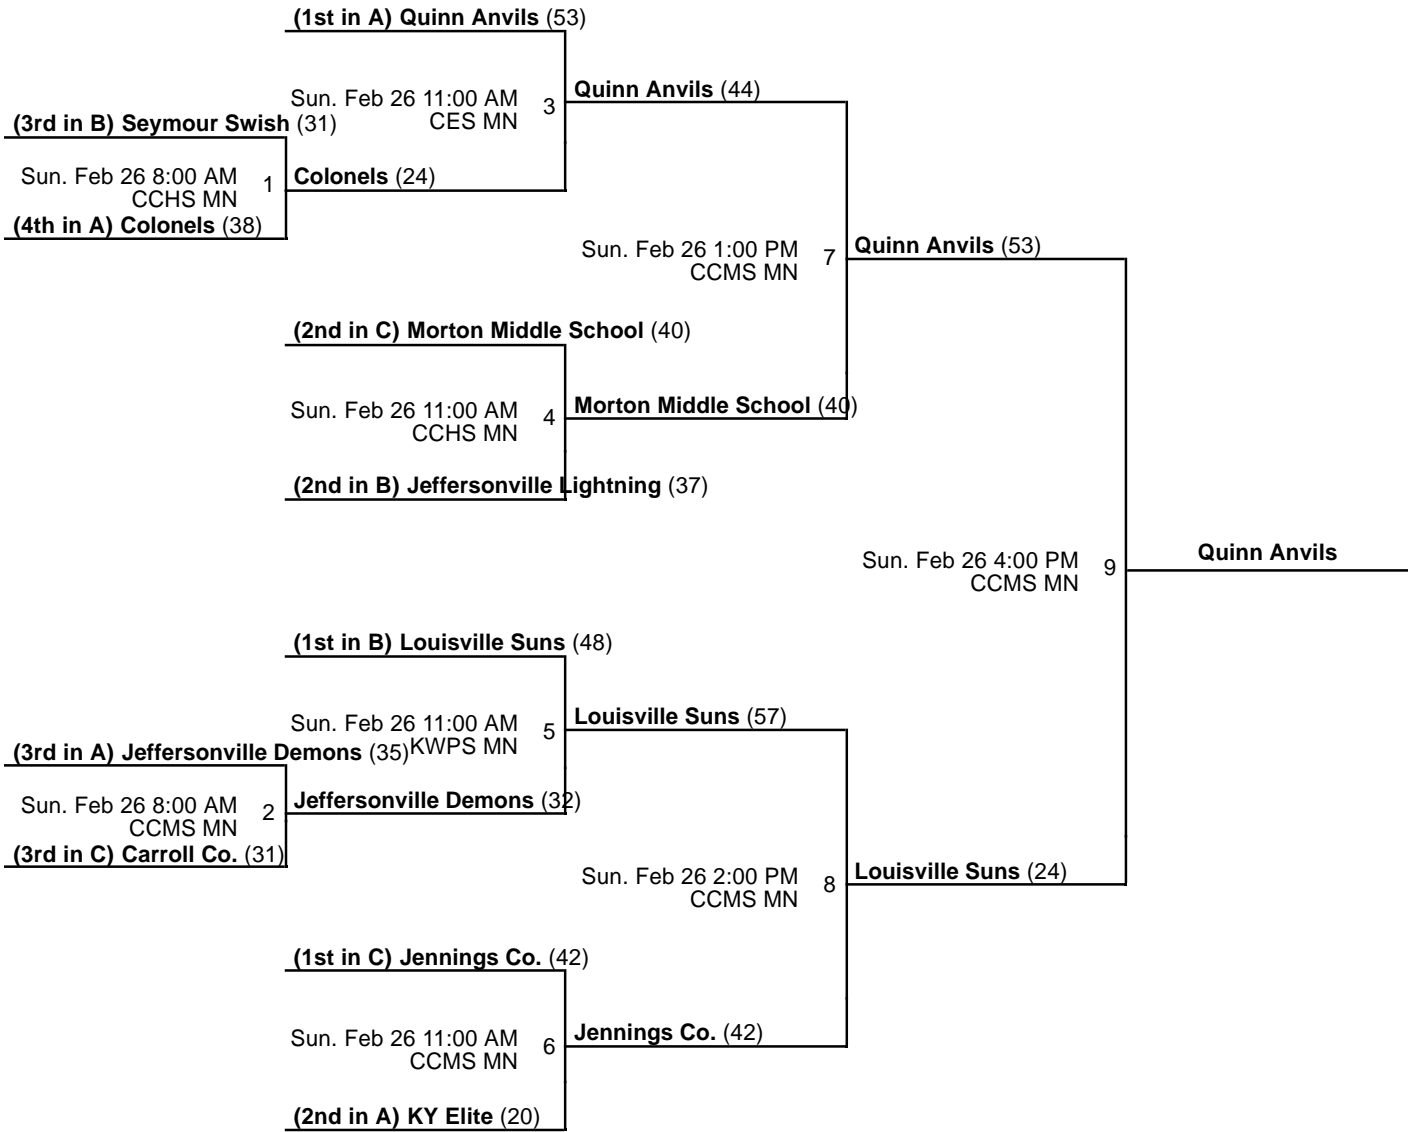 (1st in A) Quinn Anvils (53)
Quinn Anvils (44)
Sun. Feb 26 11:00 AM 3
CES MN
(3rd in B) Seymour Swish (31)
Sun. Feb 26 8:00 AM 1
CCHS MN
Colonels (24)
(4th in A) Colonels (38)
Sun. Feb 26 1:00 PM 7
CCMS MN
Quinn Anvils (53)
(2nd in C) Morton Middle School (40)
Sun. Feb 26 11:00 AM 4
CCHS MN
Morton Middle School (40)
(2nd in B) Jeffersonville Lightning (37)
Sun. Feb 26 4:00 PM 9
CCMS MN
Quinn Anvils
(1st in B) Louisville Suns (48)
Sun. Feb 26 11:00 AM 5
KWPS MN
Louisville Suns (57)
(3rd in A) Jeffersonville Demons (35)
Sun. Feb 26 8:00 AM 2
CCMS MN
Jeffersonville Demons (32)
(3rd in C) Carroll Co. (31)
Sun. Feb 26 2:00 PM 8
CCMS MN
Louisville Suns (24)
(1st in C) Jennings Co. (42)
Sun. Feb 26 11:00 AM 6
CCMS MN
Jennings Co. (42)
(2nd in A) KY Elite (20)